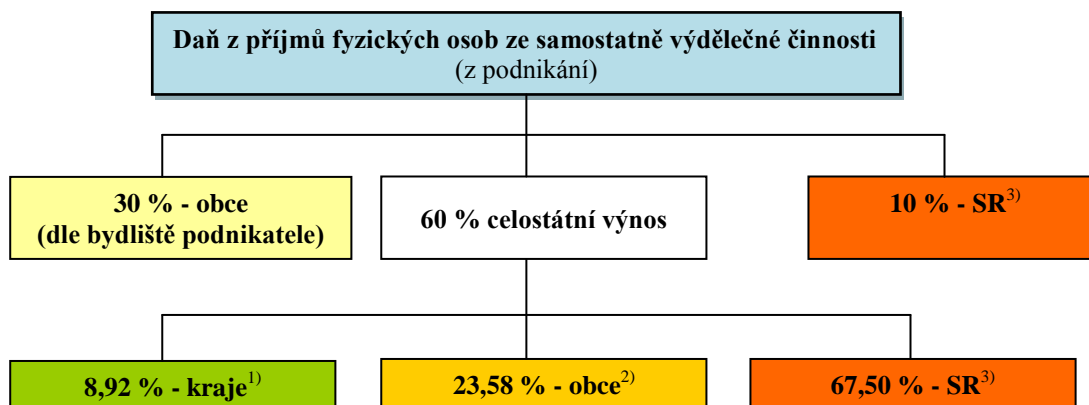 Daň z příjmů fyzických osob ze samostatně výdělečné činnosti
(z podnikání)
30 % - obce
(dle bydliště podnikatele)
60 % celostátní výnos
10 % - SR3)
8,92 % - kraje1)
23,58 % - obce2)
67,50 % - SR3)